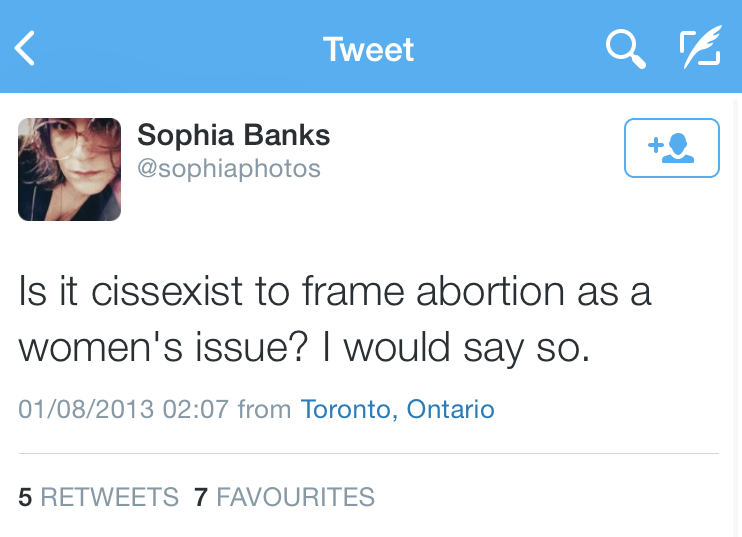 Tweet
Sophia Banks
@sophiaphotos
Is it cissexist to frame abortion as a
women's issue? I would say so.
01/08/2013 02:07 from Toronto, Ontario
5 RETWEETS 7 FAVOURITES